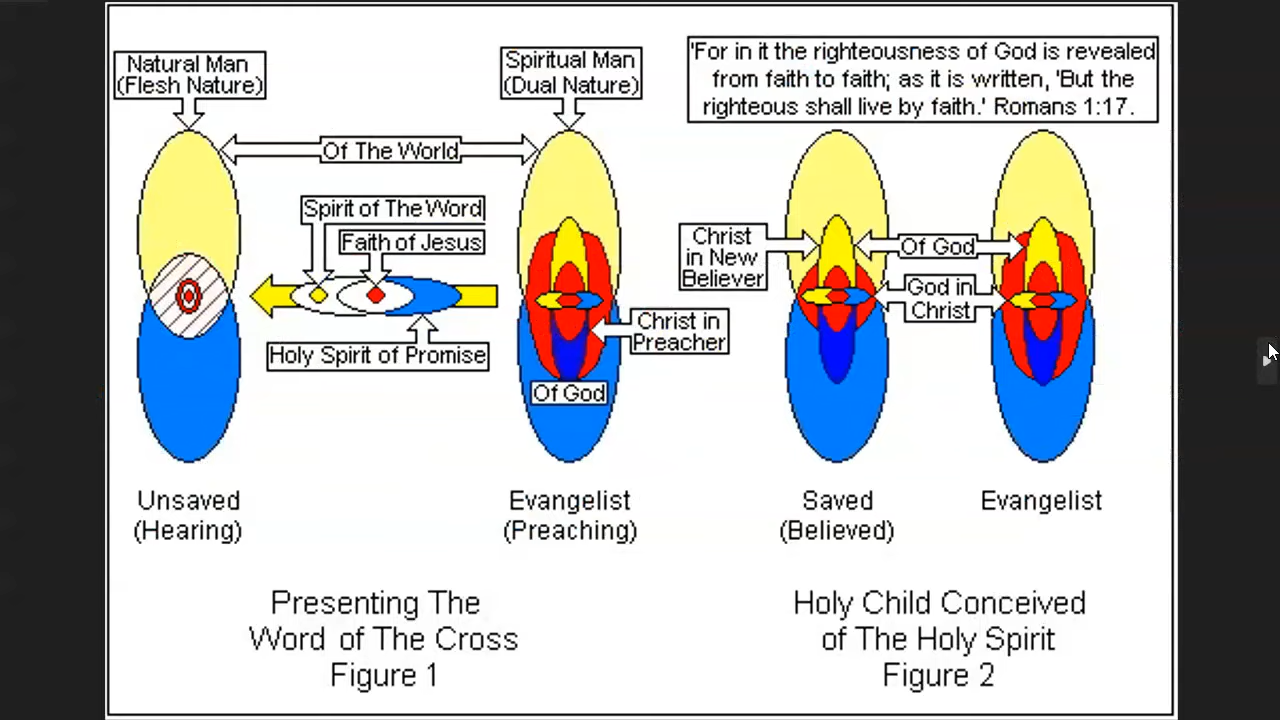 Natural Man
(Flesh Nature)
Spiritual Man
(Dual Nature)
'For in it the righteousness of God is revealed
from faith to faith; as it is written, 'But the
righteous shall live by faith.' Romans 1:17.
Of The World
Spirit of The Word
Faith of Jesus
Holy Spirit of Promise
Christ in
Preacher
Of God
Christ
in New
Believer
Of God
God in
Christ
Unsaved
(Hearing)
Evangelist
(Preaching)
Saved
(Believed)
Evangelist
Presenting The
Word of The Cross
Figure 1
Holy Child Conceived
of The Holy Spirit
Figure 2